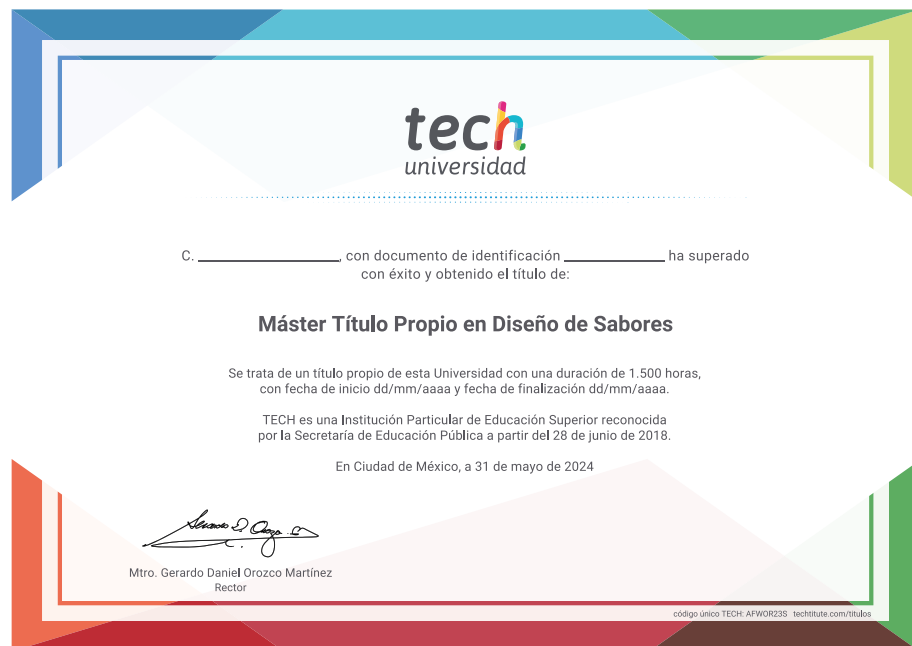 tech
universidad
C. ____________________, con documento de identificación ______________ ha superado
con éxito y obtenido el título de:
Máster Título Propio en Diseño de Sabores
Se trata de un título propio de esta Universidad con una duración de 1.500 horas,
con fecha de inicio dd/mm/aaaa y fecha de finalización dd/mm/aaaa.
TECH es una Institución Particular de Educación Superior reconocida
por la Secretaría de Educación Pública a partir del 28 de junio de 2018.
En Ciudad de México, a 31 de mayo de 2024
Mtro. Gerardo Daniel Orozco Martínez
Rector
código único TECH: AFWOR23S techtitute.com/titulos